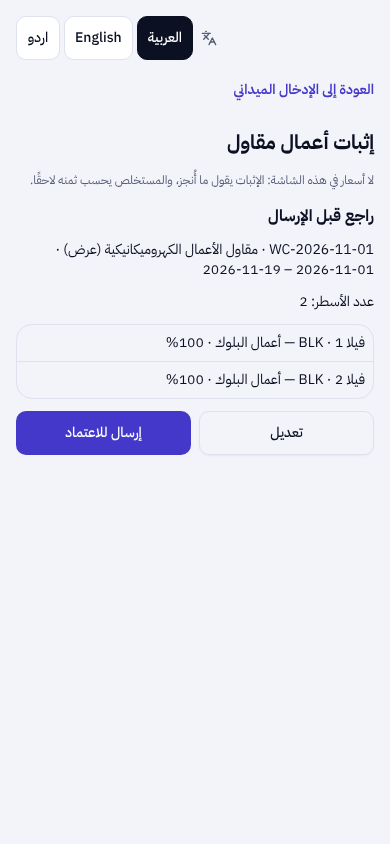 العربية
English
اردو
العودة إلى الإدخال الميداني
إثبات أعمال مقاول
لا أسعار في هذه الشاشة: الإثبات يقول ما أُنجز، والمستخلص يحسب ثمنه لاحقًا.
راجع قبل الإرسال
WC-2026-11-01 · مقاول الأعمال الكهروميكانيكية (عرض) ·
2026-11-01 – 2026-11-19
عدد الأسطر: 2
فيلا 1 · BLK — أعمال البلوك · 100%
فيلا 2 · BLK — أعمال البلوك · 100%
تعديل
إرسال للاعتماد